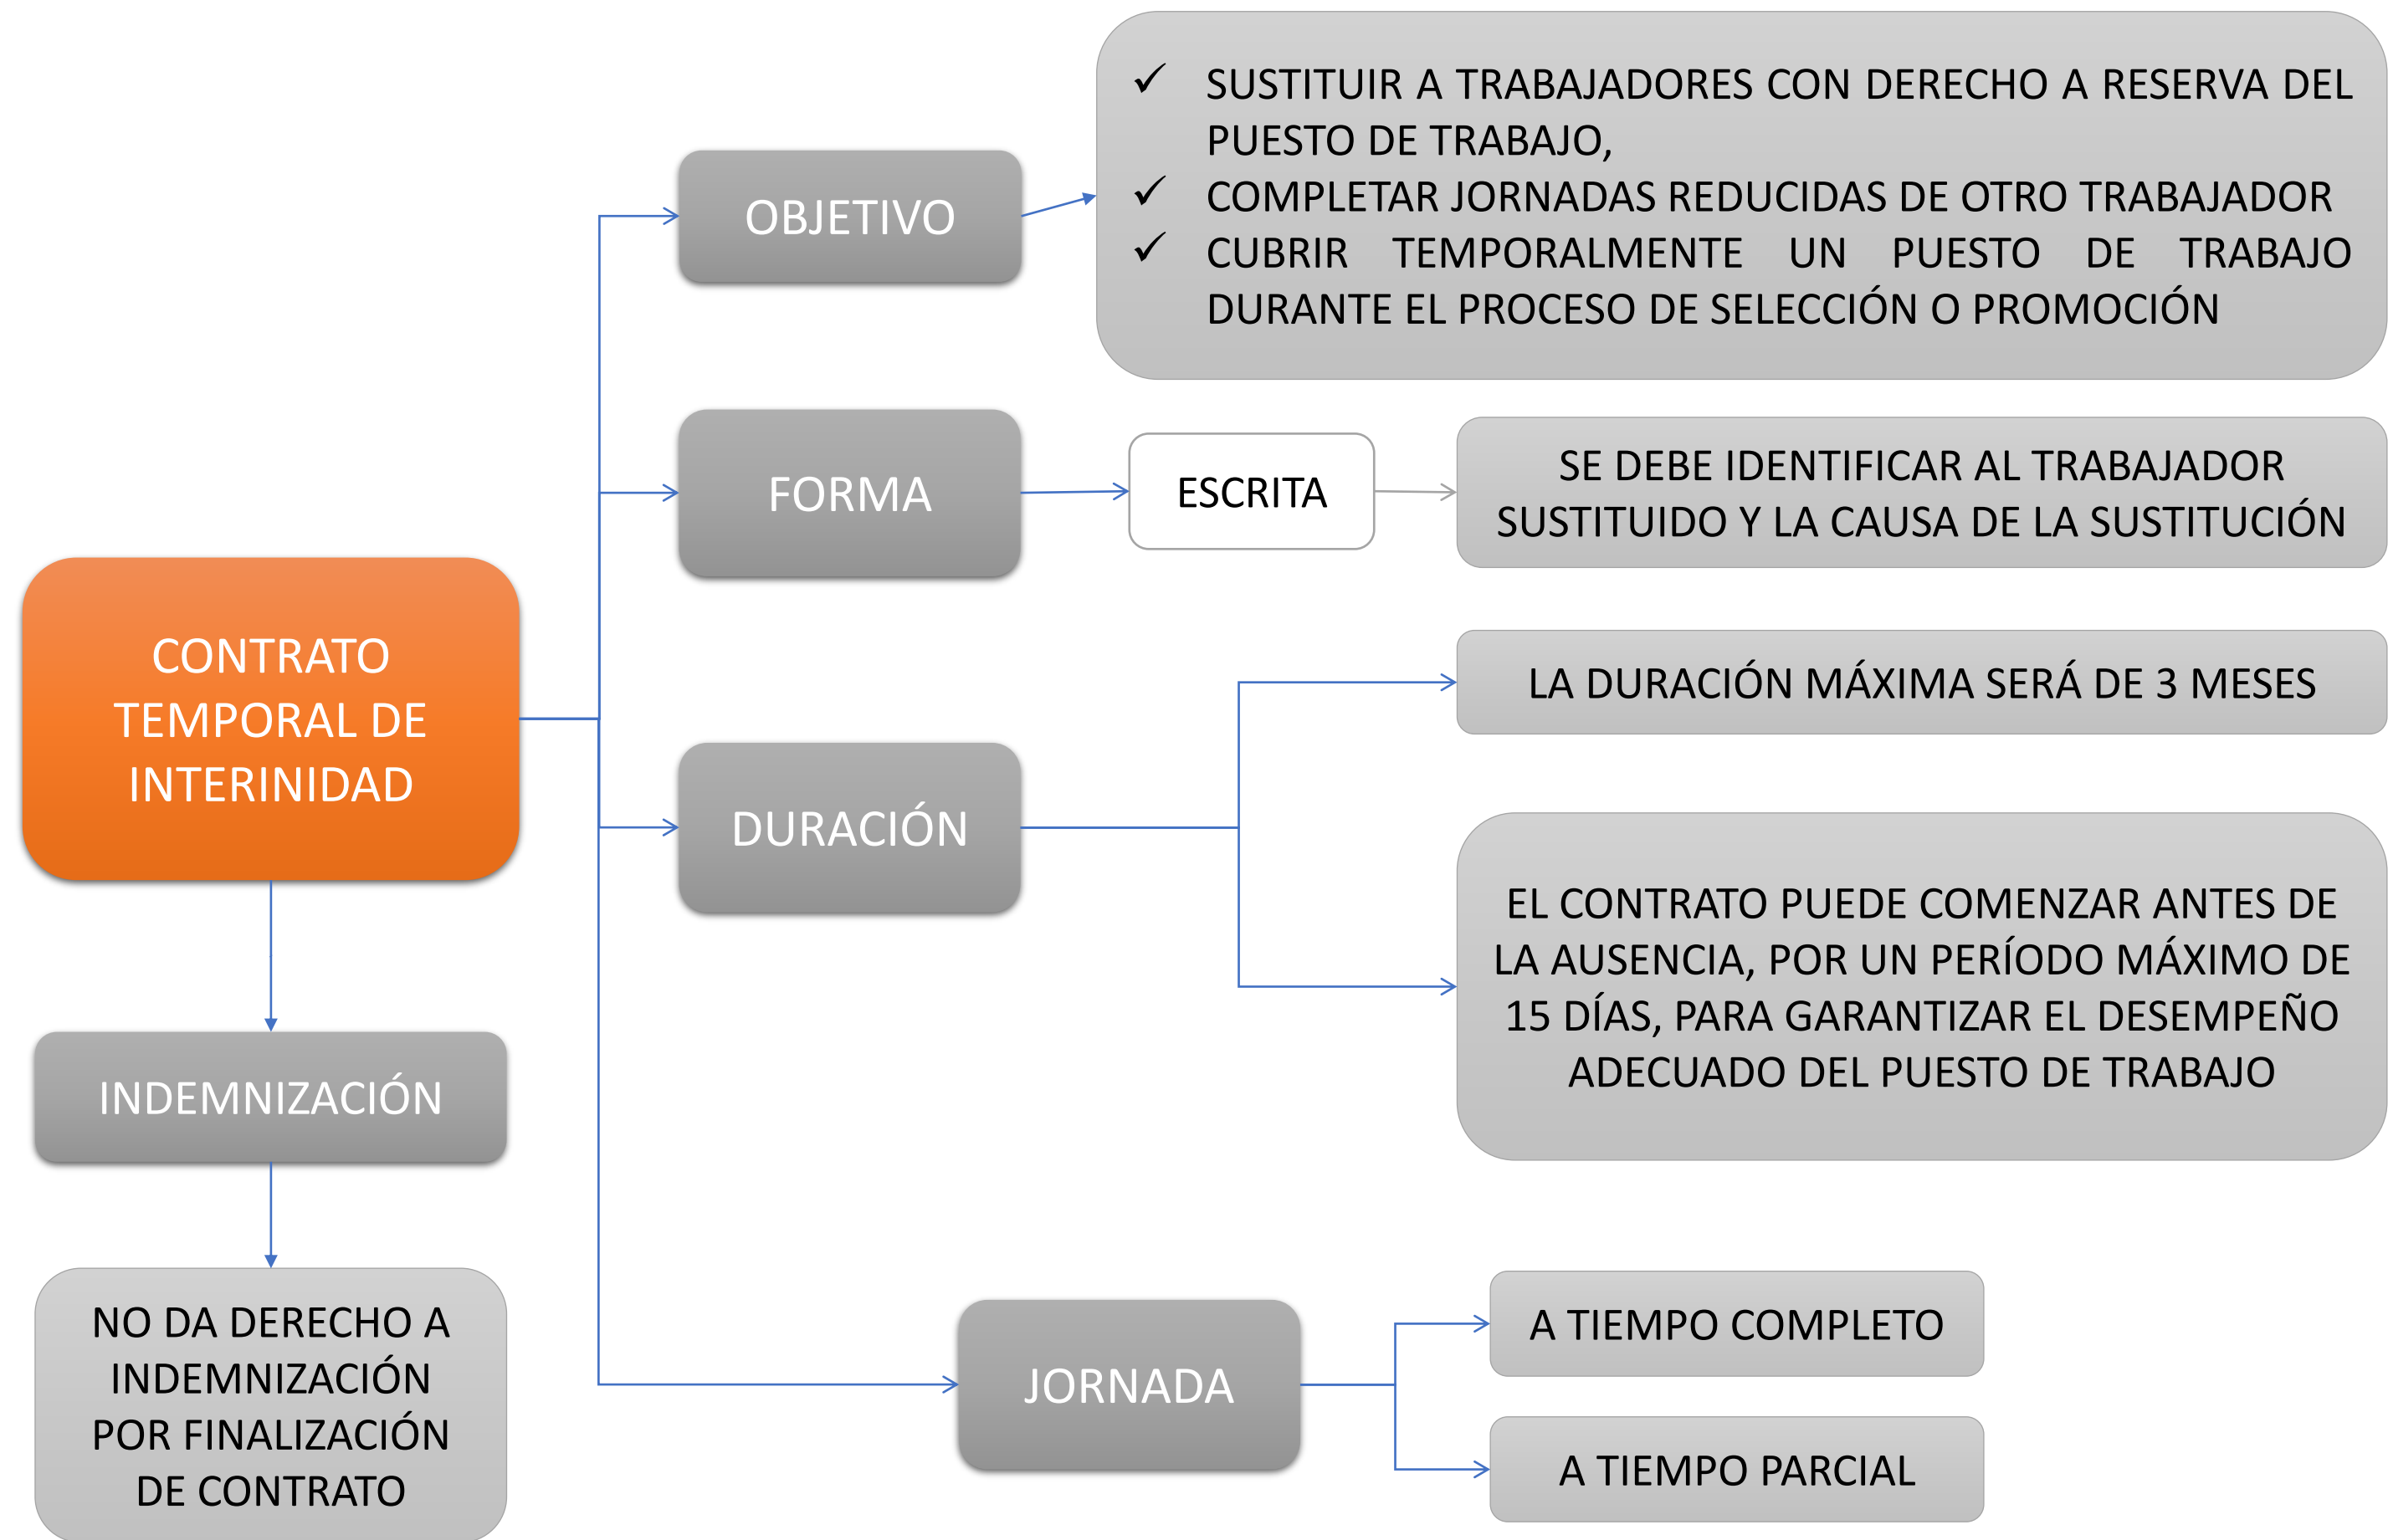 SUSTITUIR A TRABAJADORES CON DERECHO A RESERVA DEL
PUESTO DE TRABAJO,
COMPLETAR JORNADAS REDUCIDAS DE OTRO TRABAJADOR
CUBRIR TEMPORALMENTE UN PUESTO DE TRABAJO
DURANTE EL PROCESO DE SELECCIÓN O PROMOCIÓN
OBJETIVO
FORMA
ESCRITA
SE DEBE IDENTIFICAR AL TRABAJADOR
SUSTITUIDO Y LA CAUSA DE LA SUSTITUCIÓN
CONTRATO
TEMPORAL DE
INTERINIDAD
LA DURACIÓN MÁXIMA SERÁ DE 3 MESES
DURACIÓN
EL CONTRATO PUEDE COMENZAR ANTES DE
LA AUSENCIA, POR UN PERÍODO MÁXIMO DE
15 DÍAS, PARA GARANTIZAR EL DESEMPEÑO
ADECUADO DEL PUESTO DE TRABAJO
INDEMNIZACIÓN
NO DA DERECHO A
INDEMNIZACIÓN
POR FINALIZACIÓN
DE CONTRATO
JORNADA
A TIEMPO COMPLETO
A TIEMPO PARCIAL